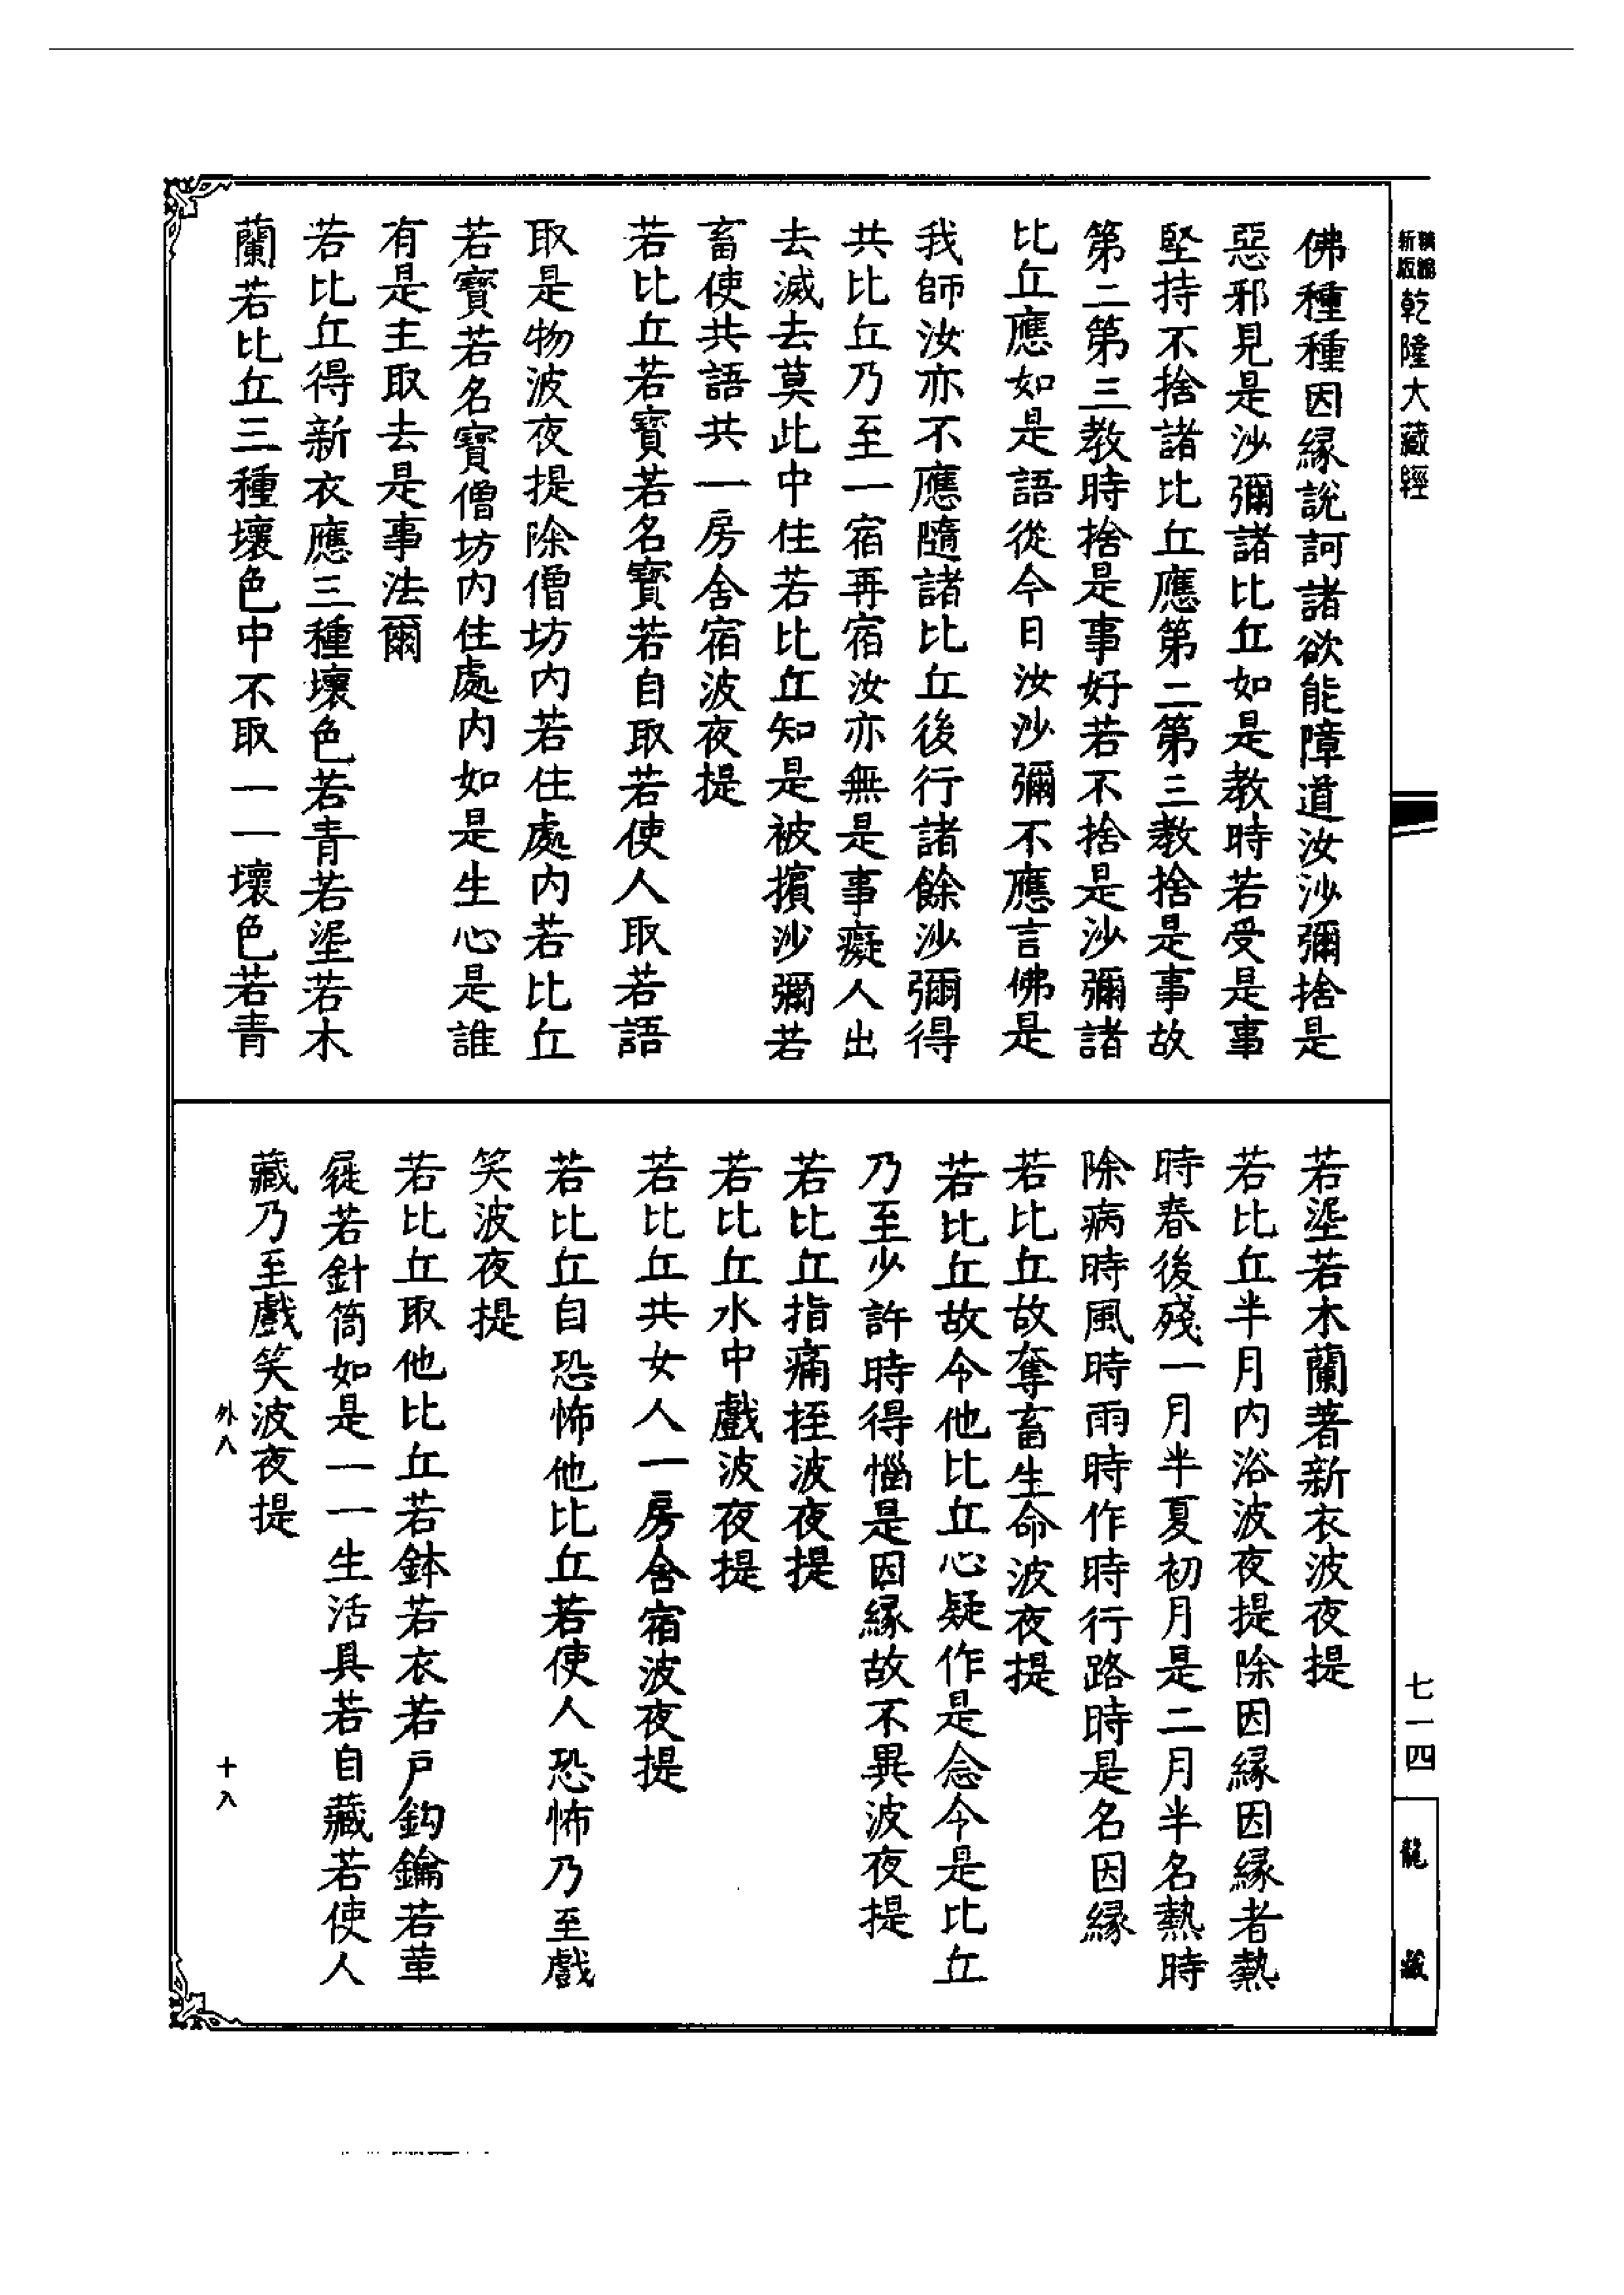 新版精編乾隆大藏經
佛種種因緣說訶諸欲能障道汝沙彌捨是
惡邪見是沙彌諸比丘如是教時若受是事
堅持不捨諸比丘應第二第三教捨是事故
第二第三教時捨是事好若不捨是沙彌諸
比丘應如是語從今日汝沙彌不應言佛是
我師汝亦不應隨諸比丘後行諸餘沙彌得
共比丘乃至一宿再宿汝亦無是事癡人出
去滅去莫此中住若比丘知是被擯沙彌若
畜使共語共一房舍宿波夜提
若比丘若寶若名寶若自取若使人取若語
取是物波夜提除僧坊內若住處內若比丘
若寶若名寶僧坊內住處內如是生心是誰
有是主取去是事法爾
若比丘得新衣應三種壞色若青若埿若木
蘭若比丘三種壞色中不取一一壞色若青
若埿若木蘭著新衣波夜提
若比丘半月內浴波夜提除因緣因緣者熱
時春後殘一月半夏初月是二月半名熱時
除病時風時雨時作時行路時是名因緣
若比丘故奪畜生命波夜提
若比丘故令他比丘心疑作是念令是比丘
乃至少許時得惱是因緣故不異波夜提
若比丘指痛挃波夜提
若比丘水中戲波夜提
若比丘共女人一房舍宿波夜提
若比丘自恐怖他比丘若使人恐怖乃至戲
笑波夜提
若比丘取他比丘若鉢若衣若戶鉤鑰若革
屣若針筒如是一一生活具若自藏若使人
藏乃至戲笑波夜提
外八
十八
七一四
龍藏